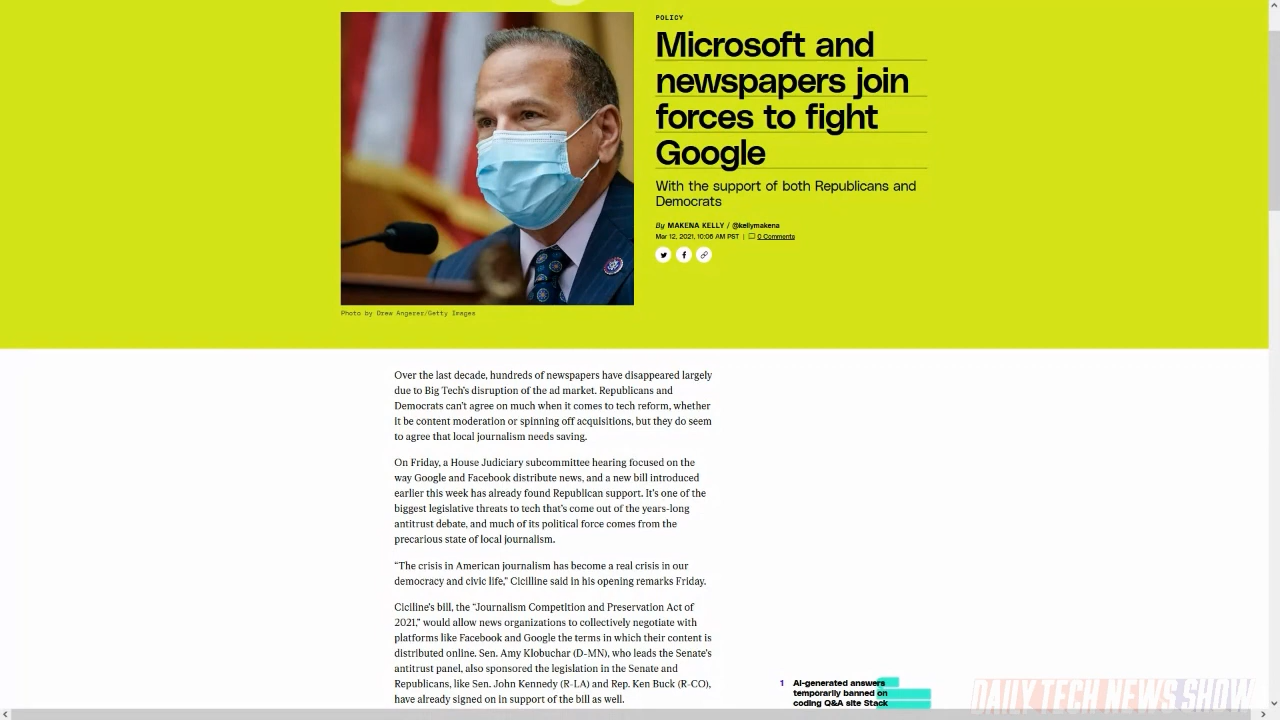 POLICY
Microsoft and
newspapers join
forces to fight
Google
With the support of both Republicans and
Democrats
By MAKENA KELLY / @kellymakena
Mar 12, 2021, 10:06 AM PST | 0 Comments
Photo by Drew Angerer/Getty Images
Over the last decade, hundreds of newspapers have disappeared largely
due to Big Tech's disruption of the ad market. Republicans and
Democrats can't agree on much when it comes to tech reform, whether
it be content moderation or spinning off acquisitions, but they do seem
to agree that local journalism needs saving.
On Friday, a House Judiciary subcommittee hearing focused on the
way Google and Facebook distribute news, and a new bill introduced
earlier this week has already found Republican support. It's one of the
biggest legislative threats to tech that's come out of the years-long
antitrust debate, and much of its political force comes from the
precarious state of local journalism.
“The crisis in American journalism has become a real crisis in our
democracy and civic life,” Cicilline said in his opening remarks Friday.
Ciciline's bill, the “Journalism Competition and Preservation Act of
2021,” would allow news organizations to collectively negotiate with
platforms like Facebook and Google the terms in which their content is
distributed online. Sen. Amy Klobuchar (D-MN), who leads the Senate's
antitrust panel, also sponsored the legislation in the Senate and
Republicans, like Sen. John Kennedy (R-LA) and Rep. Ken Buck (R-CO),
have already signed on in support of the bill as well.
1 AI-generated answers
temporarily banned on
coding Q&A site Stack
DAILY TECH NEWS SHOW